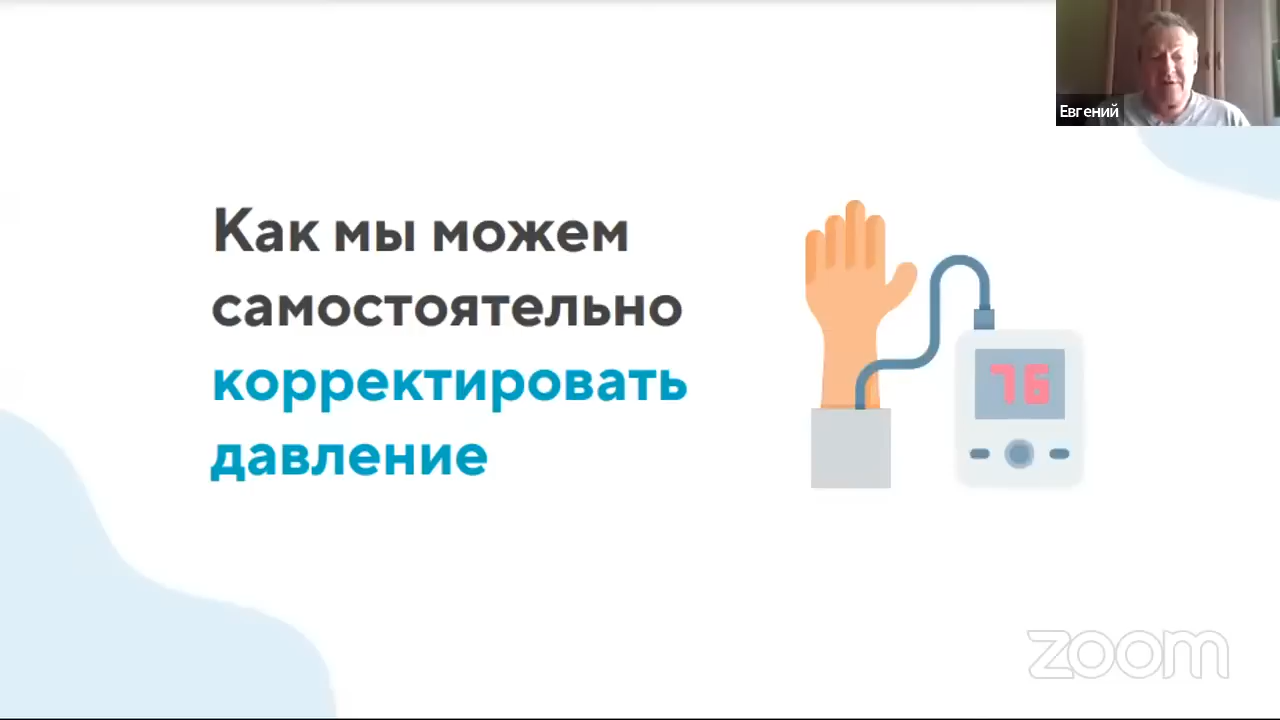 Евгений
Как мы можем
самостоятельно
корректировать
давление
76
zoom